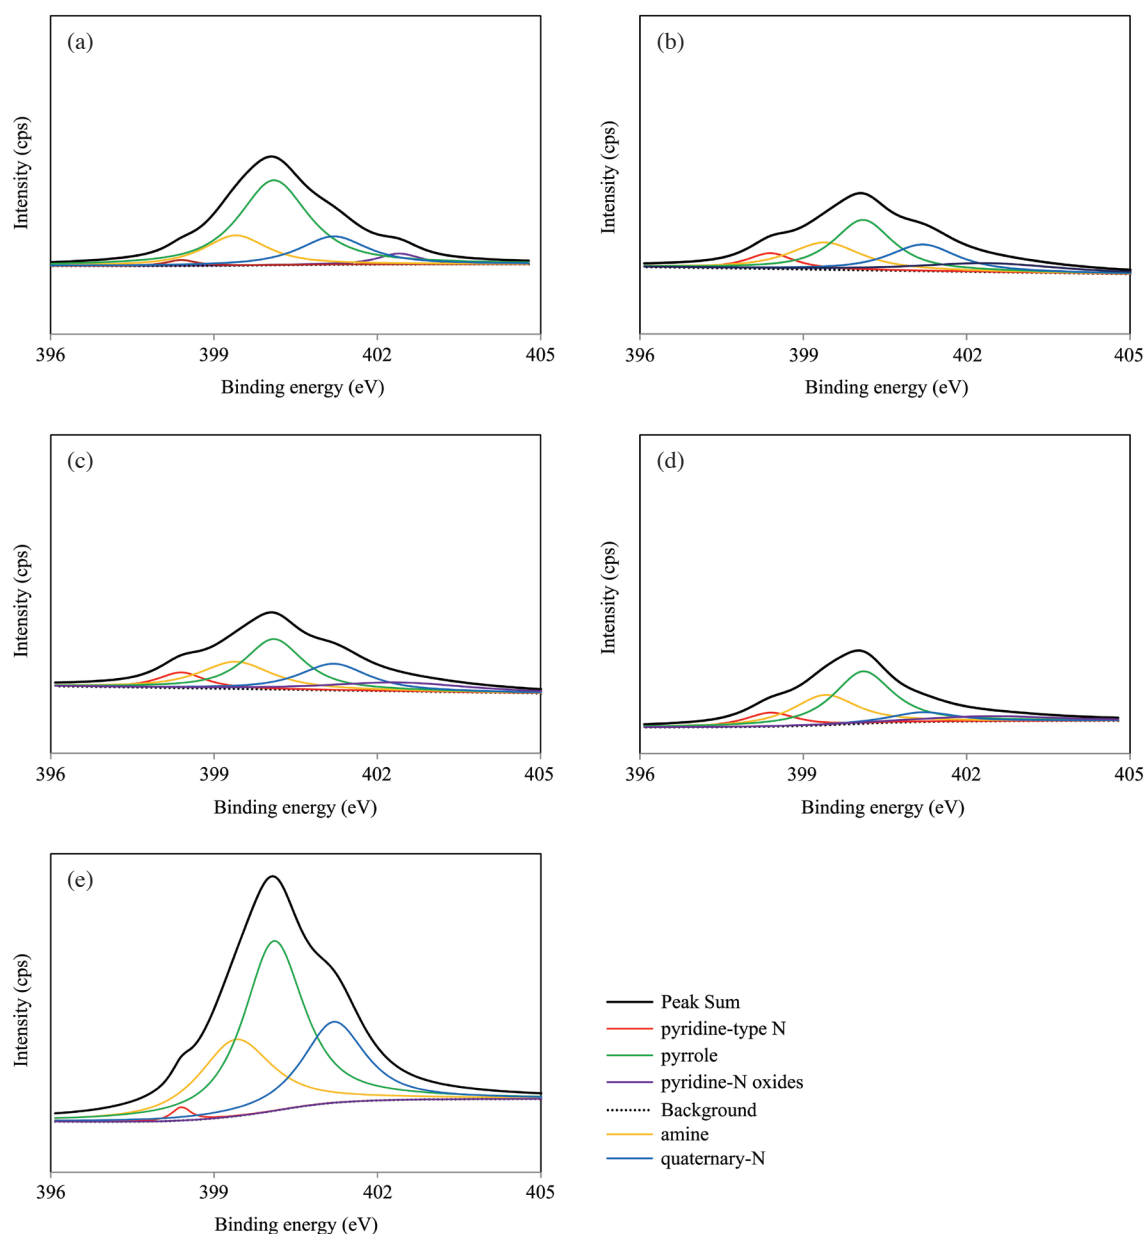 (a)
Intensity (cps)
396 399 402 405
Binding energy (eV)
(b)
Intensity (cps)
396 399 402 405
Binding energy (eV)
(c)
Intensity (cps)
396 399 402 405
Binding energy (eV)
(d)
Intensity (cps)
396 399 402 405
Binding energy (eV)
(e)
Intensity (cps)
396 399 402 405
Binding energy (eV)
Peak Sum
pyridine-type N
pyrrole
pyridine-N oxides
Background
amine
quaternary-N